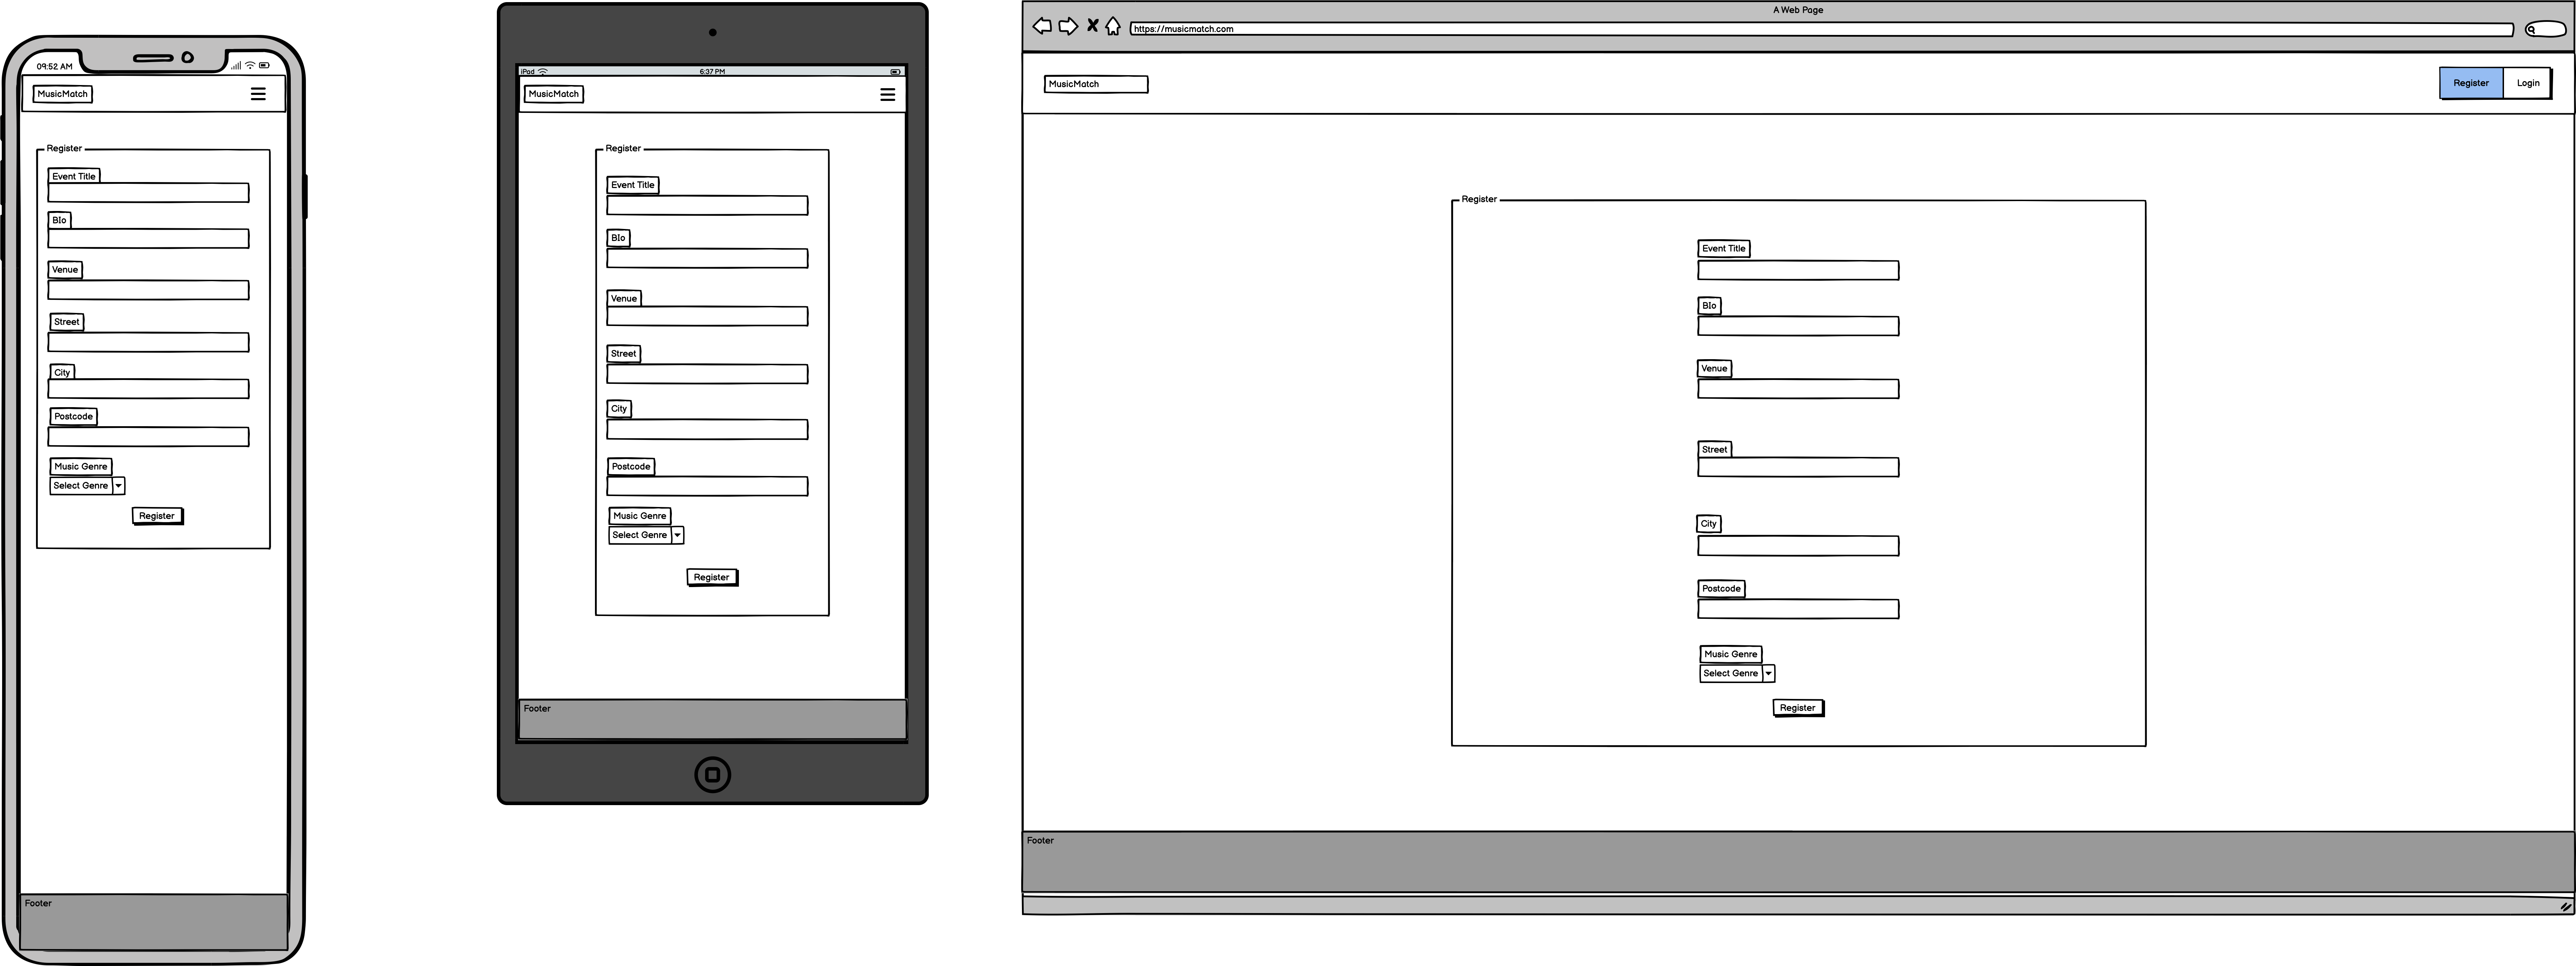 09:52 AM
MusicMatch
Register
Event Title
BIo
Venue
Street
City
Postcode
Music Genre
Select Genre
Register
Footer
iPad
6:37 PM
MusicMatch
Register
Event Title
BIo
Venue
Street
City
Postcode
Music Genre
Select Genre
Register
Footer
A Web Page
https://musicmatch.com
MusicMatch
Register Login
Register
Event Title
BIo
Venue
Street
City
Postcode
Music Genre
Select Genre
Register
Footer